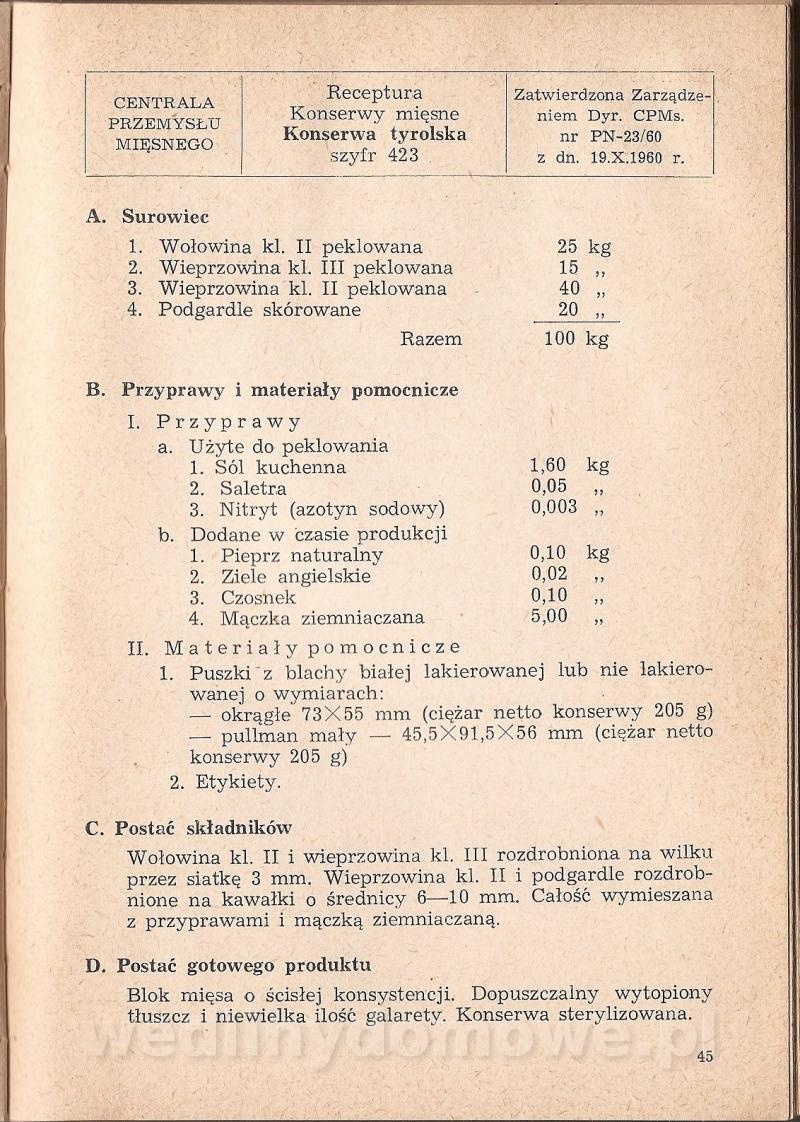 CENTRALA
PRZEMYSŁU
MIĘSNEGO
Receptura
Konserwy mięsne
Konserwa tyrolska
szyfr 423
Zatwierdzona Zarządze-
niem Dyr. CPMs.
nr PN-23/60
z dn. 19.X.1960 r.
A. Surowiec
1. Wołowina kl. II peklowana 25 kg
2. Wieprzowina kl. III peklowana 15 „
3. Wieprzowina kl. II peklowana 40 „
4. Podgardle skórowane 20 „
Razem 100 kg
B. Przyprawy i materiały pomocnicze
I. Przyprawy
a. Użyte do peklowania
1. Sól kuchenna 1,60 kg
2. Saletra 0,05 „
3. Nitryt (azotyn sodowy) 0,003 „
b. Dodane w czasie produkcji
1. Pieprz naturalny 0,10 kg
2. Ziele angielskie 0,02 „
3. Czosnek 0,10 „
4. Mączka ziemniaczana 5,00 „
II. Materiały pomocnicze
1. Puszki z blachy białej lakierowanej lub nie lakiero-
wanej o wymiarach:
— okrągłe 73×55 mm (ciężar netto konserwy 205 g)
— pullman mały — 45,5×91,5×56 mm (ciężar netto
konserwy 205 g)
2. Etykiety.
C. Postać składników
Wołowina kl. II i wieprzowina kl. III rozdrobniona na wilku
przez siatkę 3 mm. Wieprzowina kl. II i podgardle rozdrob-
nione na kawałki o średnicy 6—10 mm. Całość wymieszana
z przyprawami i mączką ziemniaczaną.
D. Postać gotowego produktu
Blok mięsa o ścisłej konsystencji. Dopuszczalny wytopiony
tłuszcz i niewielka ilość galarety. Konserwa sterylizowana.
wedlinydomowe.pl
45